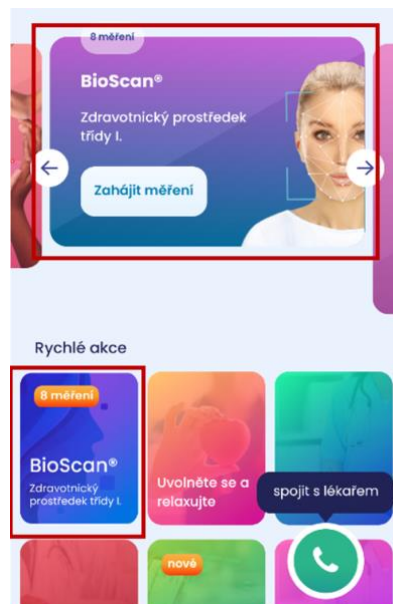 8 měření
BioScan®
Zdravotnický prostředek
třídy I.
Zahájit měření
Rychlé akce
8 měření
BioScan®
Zdravotnický
prostředek třídy I.
Uvolněte se a
relaxujte
spojit s lékařem
nové